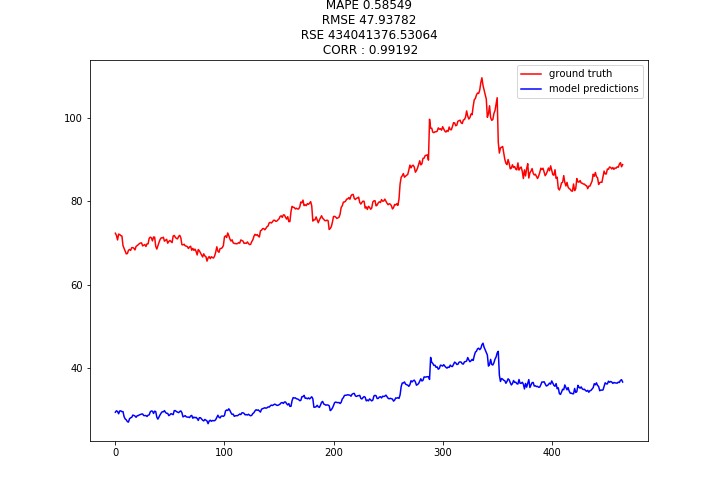 MAPE 0.58549
RMSE 47.93782
RSE 434041376.53064
CORR : 0.99192
ground truth
model predictions
100
80
60
40
0
100
200
300
400